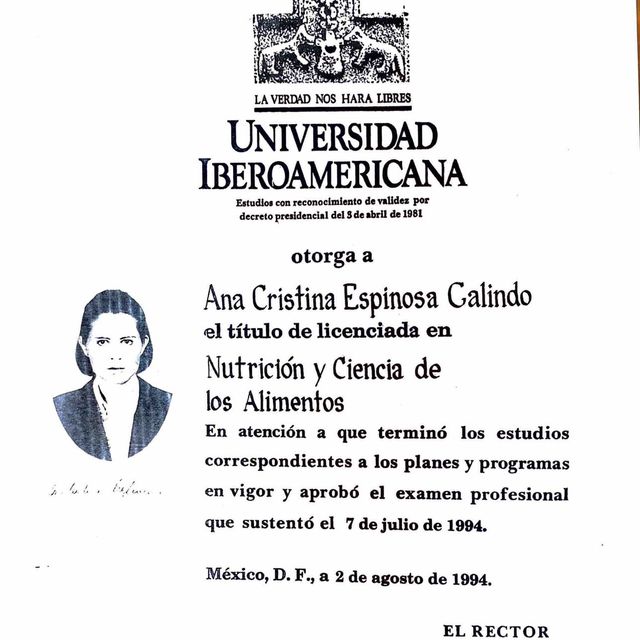 LA VERDAD NOS HARA LIBRES
UNIVERSIDAD
IBEROAMERICANA
Estudios con reconocimiento de validez por
decreto presidencial del 3 de abril de 1981
otorga a
Ana Cristina Espinosa Galindo
el título de licenciada en
Nutrición y Ciencia de
los Alimentos
En atención a que terminó los estudios
correspondientes a los planes y programas
en vigor y aprobó el examen profesional
que sustentó el 7 de julio de 1994.
México, D. F., a 2 de agosto de 1994.
EL RECTOR